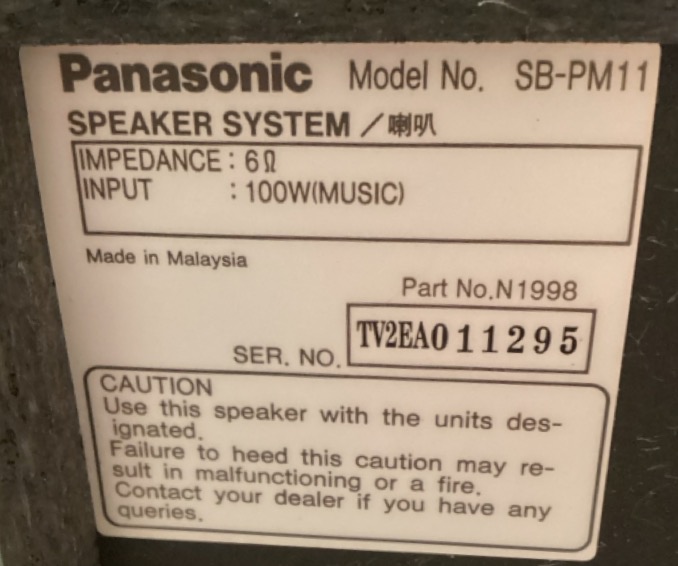 Panasonic Model No. SB-PM11
SPEAKER SYSTEM / 喇叭
IMPEDANCE : 6Ω
INPUT : 100W(MUSIC)
Made in Malaysia
Part No.N1998
SER. NO. TV2EA011295
CAUTION
Use this speaker with the units des-
ignated.
Failure to heed this caution may re-
sult in malfunctioning or a fire.
Contact your dealer if you have any
queries.